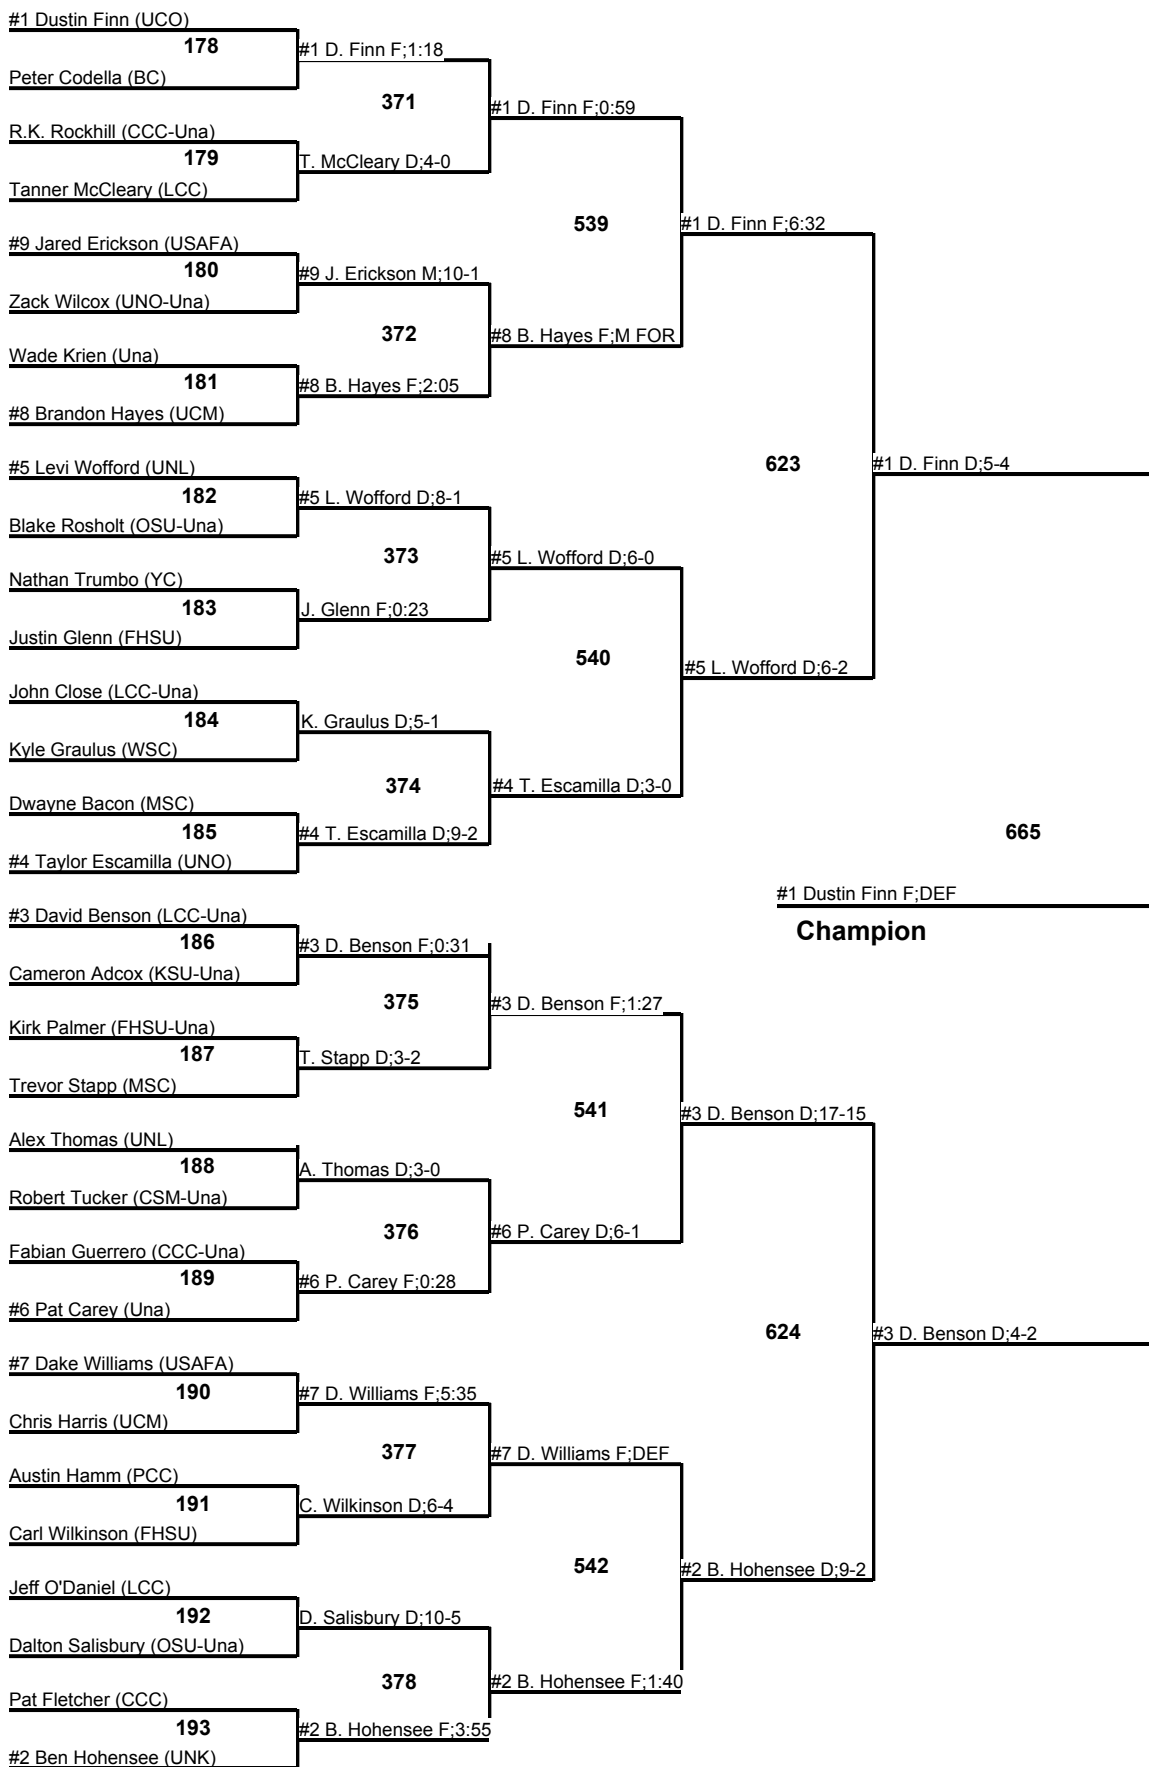 #1 Dustin Finn (UCO)
178
#1 D. Finn F;1:18
Peter Codella (BC)
371
#1 D. Finn F;0:59
R.K. Rockhill (CCC-Una)
179
T. McCleary D;4-0
Tanner McCleary (LCC)
539
#1 D. Finn F;6:32
#9 Jared Erickson (USAFA)
180
#9 J. Erickson M;10-1
Zack Wilcox (UNO-Una)
372
#8 B. Hayes F;M FOR
Wade Krien (Una)
181
#8 B. Hayes F;2:05
#8 Brandon Hayes (UCM)
623
#1 D. Finn D;5-4
#5 Levi Wofford (UNL)
182
#5 L. Wofford D;8-1
Blake Rosholt (OSU-Una)
373
#5 L. Wofford D;6-0
Nathan Trumbo (YC)
183
J. Glenn F;0:23
Justin Glenn (FHSU)
540
#5 L. Wofford D;6-2
John Close (LCC-Una)
184
K. Graulus D;5-1
Kyle Graulus (WSC)
374
#4 T. Escamilla D;3-0
Dwayne Bacon (MSC)
185
#4 T. Escamilla D;9-2
#4 Taylor Escamilla (UNO)
665
#1 Dustin Finn F;DEF
Champion
#3 David Benson (LCC-Una)
186
#3 D. Benson F;0:31
Cameron Adcox (KSU-Una)
375
#3 D. Benson F;1:27
Kirk Palmer (FHSU-Una)
187
T. Stapp D;3-2
Trevor Stapp (MSC)
541
#3 D. Benson D;17-15
Alex Thomas (UNL)
188
A. Thomas D;3-0
Robert Tucker (CSM-Una)
376
#6 P. Carey D;6-1
Fabian Guerrero (CCC-Una)
189
#6 P. Carey F;0:28
#6 Pat Carey (Una)
624
#3 D. Benson D;4-2
#7 Dake Williams (USAFA)
190
#7 D. Williams F;5:35
Chris Harris (UCM)
377
#7 D. Williams F;DEF
Austin Hamm (PCC)
191
C. Wilkinson D;6-4
Carl Wilkinson (FHSU)
542
#2 B. Hohensee D;9-2
Jeff O'Daniel (LCC)
192
D. Salisbury D;10-5
Dalton Salisbury (OSU-Una)
378
#2 B. Hohensee F;1:40
Pat Fletcher (CCC)
193
#2 B. Hohensee F;3:55
#2 Ben Hohensee (UNK)